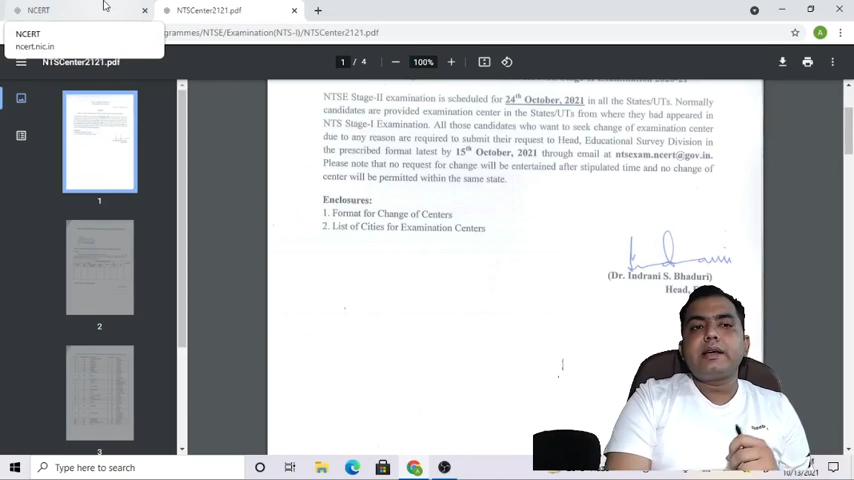 NCERT
NTSCenter2121.pdf
NCERT
ncert.nic.in
grammes/NTSE/Examination(NTS-I)/NTSCenter2121.pdf
A
NTSCenter2121.pdf
1 / 4
100%
NTSE Stage-II examination is scheduled for 24th October, 2021 in all the States/UTs. Normally
candidates are provided examination center in the States/UTs from where they had appeared in
NTS Stage-I Examination. All those candidates who want to seek change of examination center
due to any reason are required to submit their request to Head, Educational Survey Division in
the prescribed format latest by 15th October, 2021 through email at ntsexam.ncert@gov.in.
Please note that no request for change will be entertained after stipulated time and no change of
center will be permitted within the same state.
Enclosures:
1. Format for Change of Centers
2. List of Cities for Examination Centers
(Dr. Indrani S. Bhaduri)
Head,
1
2
3
Type here to search
10/13/2021